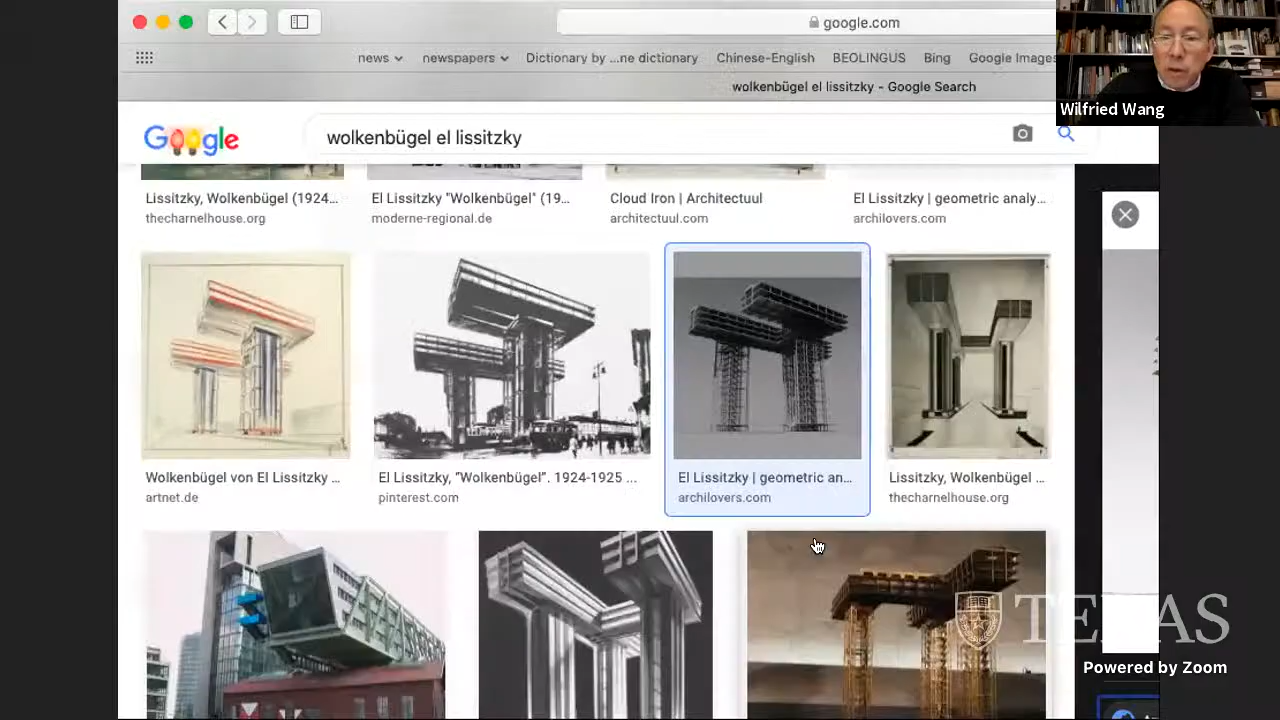 google.com
news
newspapers
Dictionary by ...ne dictionary
Chinese-English
BEOLINGUS
Bing
Google Images
wolkenbügel el lissitzky - Google Search
Wilfried Wang
Google
wolkenbügel el lissitzky
Lissitzky, Wolkenbügel (1924...
thecharnelhouse.org
El Lissitzky "Wolkenbügel" (19...
moderne-regional.de
Cloud Iron | Architectuul
architectuul.com
El Lissitzky | geometric analy...
archilovers.com
Wolkenbügel von El Lissitzky ...
artnet.de
El Lissitzky, "Wolkenbügel". 1924-1925 ...
pinterest.com
El Lissitzky | geometric an...
archilovers.com
Lissitzky, Wolkenbügel ...
thecharnelhouse.org
TEXAS
Powered by Zoom